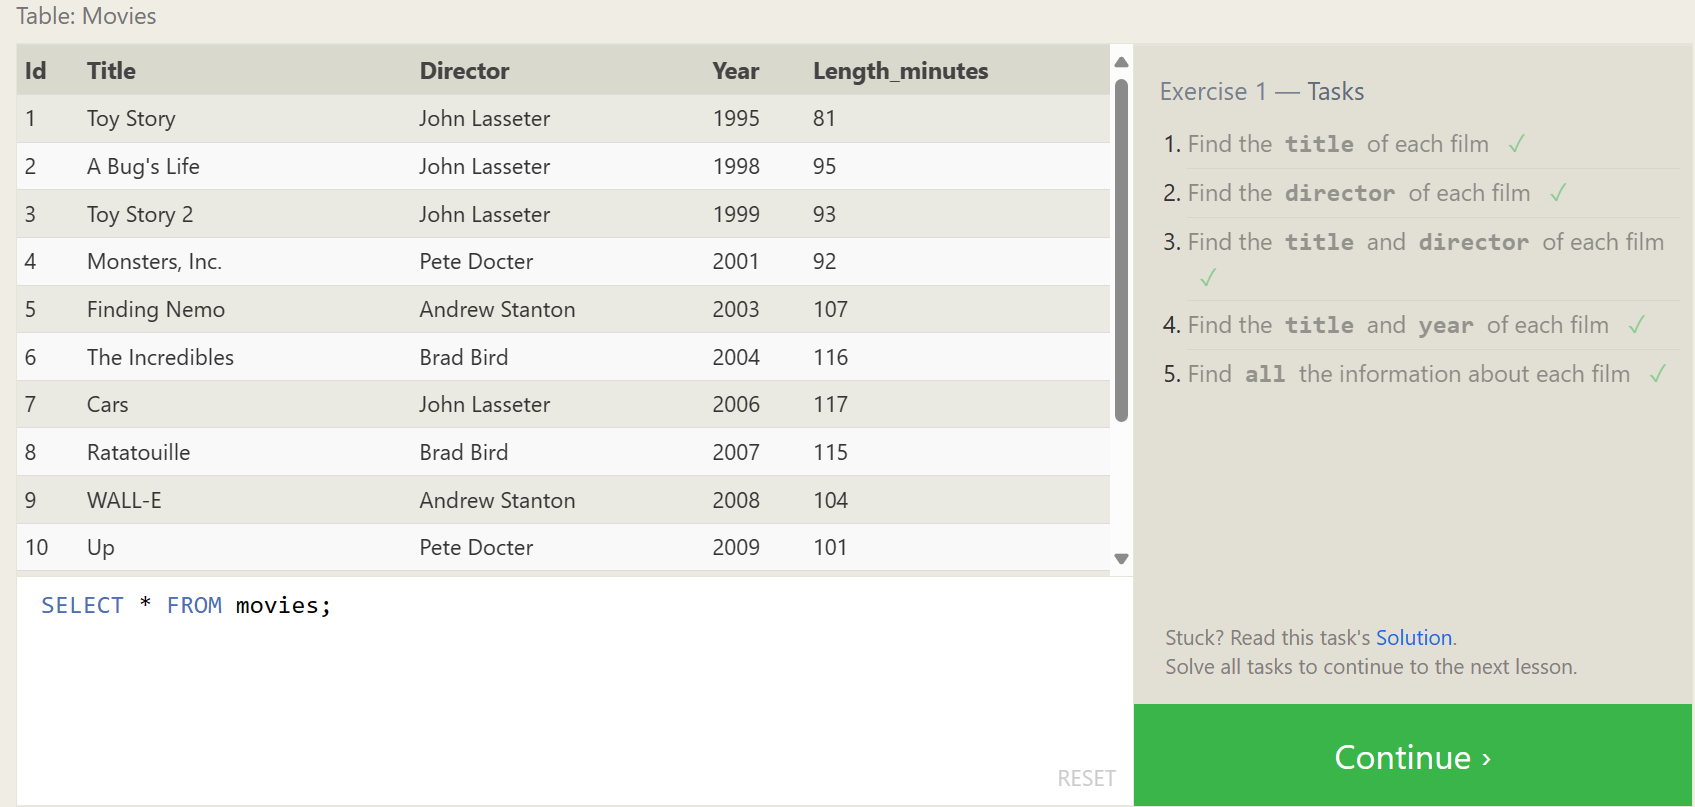 Table: Movies
Id Title Director Year Length_minutes
1 Toy Story John Lasseter 1995 81
2 A Bug's Life John Lasseter 1998 95
3 Toy Story 2 John Lasseter 1999 93
4 Monsters, Inc. Pete Docter 2001 92
5 Finding Nemo Andrew Stanton 2003 107
6 The Incredibles Brad Bird 2004 116
7 Cars John Lasseter 2006 117
8 Ratatouille Brad Bird 2007 115
9 WALL-E Andrew Stanton 2008 104
10 Up Pete Docter 2009 101
SELECT * FROM movies;
RESET
Exercise 1 — Tasks
1. Find the title of each film ✓
2. Find the director of each film ✓
3. Find the title and director of each film
✓
4. Find the title and year of each film ✓
5. Find all the information about each film ✓
Stuck? Read this task's Solution.
Solve all tasks to continue to the next lesson.
Continue ›